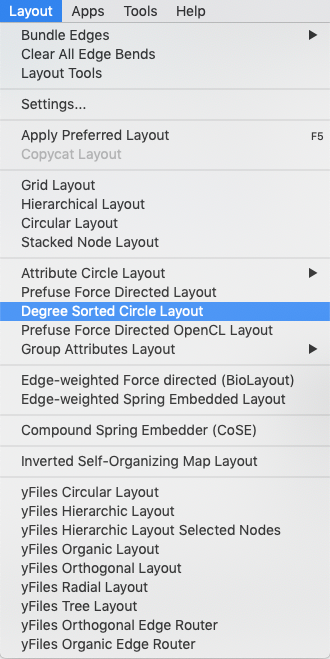 Layout Apps Tools Help
Bundle Edges ▶
Clear All Edge Bends
Layout Tools
Settings...
Apply Preferred Layout F5
Copycat Layout
Grid Layout
Hierarchical Layout
Circular Layout
Stacked Node Layout
Attribute Circle Layout ▶
Prefuse Force Directed Layout
Degree Sorted Circle Layout
Prefuse Force Directed OpenCL Layout
Group Attributes Layout ▶
Edge-weighted Force directed (BioLayout)
Edge-weighted Spring Embedded Layout
Compound Spring Embedder (CoSE)
Inverted Self-Organizing Map Layout
yFiles Circular Layout
yFiles Hierarchic Layout
yFiles Hierarchic Layout Selected Nodes
yFiles Organic Layout
yFiles Orthogonal Layout
yFiles Radial Layout
yFiles Tree Layout
yFiles Orthogonal Edge Router
yFiles Organic Edge Router